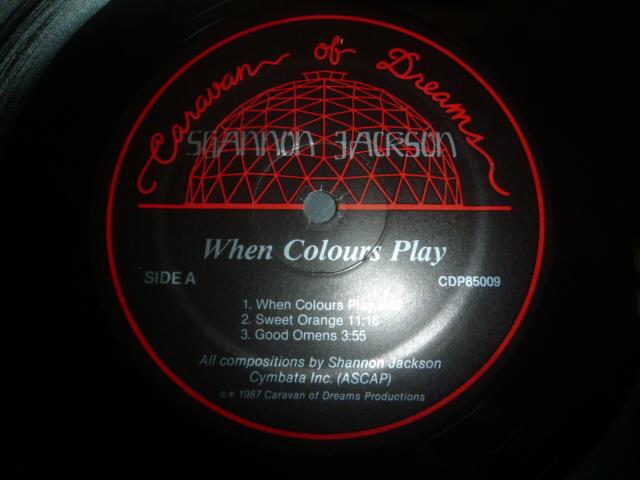 Caravan of Dreams
SHANNON JACKSON
When Colours Play
SIDE A
CDP85009
1. When Colours Play
2. Sweet Orange 11:16
3. Good Omens 3:55
All compositions by Shannon Jackson
Cymbata Inc. (ASCAP)
©℗ 1987 Caravan of Dreams Productions